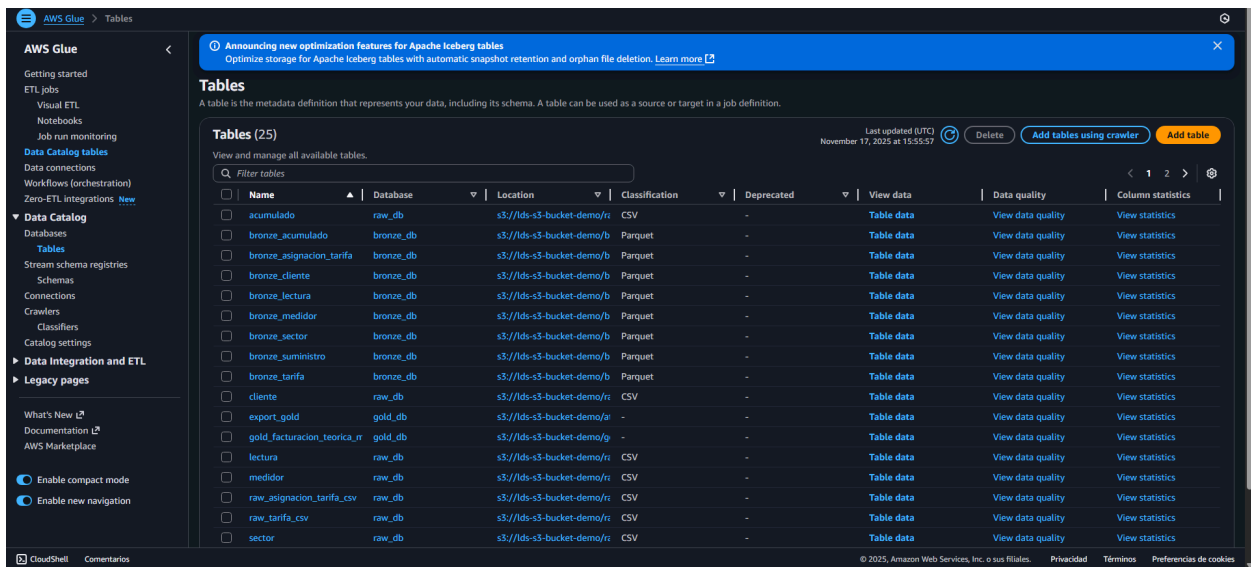 AWS Glue > Tables
AWS Glue
Getting started
ETL jobs
Visual ETL
Notebooks
Job run monitoring
Data Catalog tables
Data connections
Workflows (orchestration)
Zero-ETL integrations New
Data Catalog
Databases
Tables
Stream schema registries
Schemas
Connections
Crawlers
Classifiers
Catalog settings
Data Integration and ETL
Legacy pages
What's New
Documentation
AWS Marketplace
Enable compact mode
Enable new navigation
Announcing new optimization features for Apache Iceberg tables
Optimize storage for Apache Iceberg tables with automatic snapshot retention and orphan file deletion. Learn more
Tables
A table is the metadata definition that represents your data, including its schema. A table can be used as a source or target in a job definition.
Tables (25)
View and manage all available tables.
Last updated (UTC)
November 17, 2025 at 15:55:57
Delete Add tables using crawler Add table
Filter tables
< 1 2 >
Name Database Location Classification Deprecated View data Data quality Column statistics
acumulado raw_db s3://lds-s3-bucket-demo/ra CSV - Table data View data quality View statistics
bronze_acumulado bronze_db s3://lds-s3-bucket-demo/b Parquet - Table data View data quality View statistics
bronze_asignacion_tarifa bronze_db s3://lds-s3-bucket-demo/b Parquet - Table data View data quality View statistics
bronze_cliente bronze_db s3://lds-s3-bucket-demo/b Parquet - Table data View data quality View statistics
bronze_lectura bronze_db s3://lds-s3-bucket-demo/b Parquet - Table data View data quality View statistics
bronze_medidor bronze_db s3://lds-s3-bucket-demo/b Parquet - Table data View data quality View statistics
bronze_sector bronze_db s3://lds-s3-bucket-demo/b Parquet - Table data View data quality View statistics
bronze_suministro bronze_db s3://lds-s3-bucket-demo/b Parquet - Table data View data quality View statistics
bronze_tarifa bronze_db s3://lds-s3-bucket-demo/b Parquet - Table data View data quality View statistics
cliente raw_db s3://lds-s3-bucket-demo/ra CSV - Table data View data quality View statistics
export_gold gold_db s3://lds-s3-bucket-demo/at - - Table data View data quality View statistics
gold_facturacion_teorica_m gold_db s3://lds-s3-bucket-demo/g - - Table data View data quality View statistics
lectura raw_db s3://lds-s3-bucket-demo/ra CSV - Table data View data quality View statistics
medidor raw_db s3://lds-s3-bucket-demo/ra CSV - Table data View data quality View statistics
raw_asignacion_tarifa_csv raw_db s3://lds-s3-bucket-demo/ra CSV - Table data View data quality View statistics
raw_tarifa_csv raw_db s3://lds-s3-bucket-demo/ra CSV - Table data View data quality View statistics
sector raw_db s3://lds-s3-bucket-demo/ra CSV - Table data View data quality View statistics
CloudShell Comentarios
© 2025, Amazon Web Services, Inc. o sus filiales. Privacidad Términos Preferencias de cookies